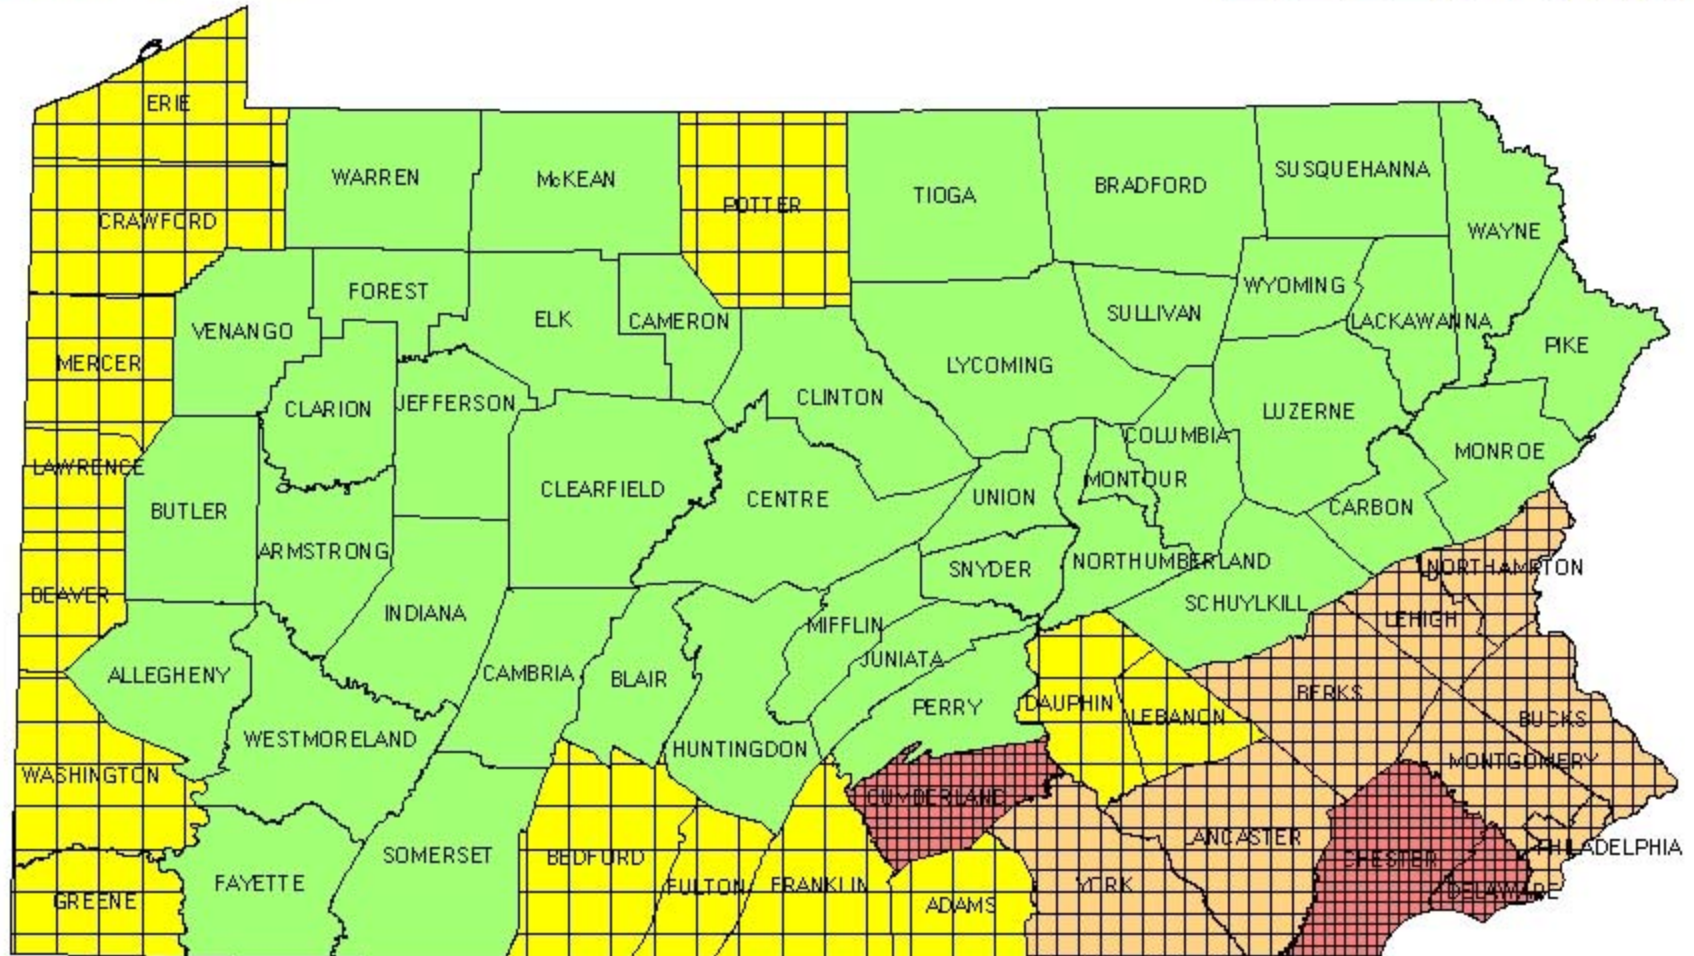 ERIE
WARREN
McKEAN
POTTER
TIOGA
BRADFORD
SUSQUEHANNA
WAYNE
CRAWFORD
FOREST
VENANGO
ELK
CAMERON
SULLIVAN
WYOMING
LACKAWANNA
PIKE
MERCER
CLARION
JEFFERSON
CLINTON
LYCOMING
COLUMBIA
LUZERNE
MONROE
LAWRENCE
BUTLER
CLEARFIELD
CENTRE
UNION
MONTOUR
CARBON
ARMSTRONG
SNYDER
NORTHUMBERLAND
NORTHAMPTON
BEAVER
INDIANA
MIFFLIN
SCHUYLKILL
LEHIGH
ALLEGHENY
CAMBRIA
BLAIR
JUNIATA
PERRY
DAUPHIN
LEBANON
BERKS
BUCKS
WESTMORELAND
HUNTINGDON
MONTGOMERY
WASHINGTON
CUMBERLAND
LANCASTER
PHILADELPHIA
SOMERSET
BEDFORD
CHESTER
GREENE
FAYETTE
FULTON
FRANKLIN
ADAMS
YORK
DELAWARE